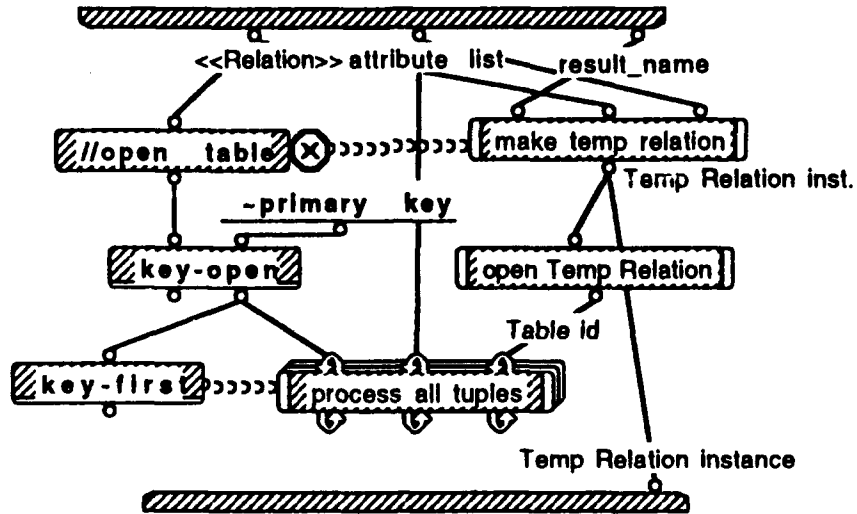 <<Relation>> attribute list result_name
//open table make temp relation
Temp Relation inst.
~primary key
key-open open Temp Relation
Table id
key-first process all tuples
Temp Relation instance